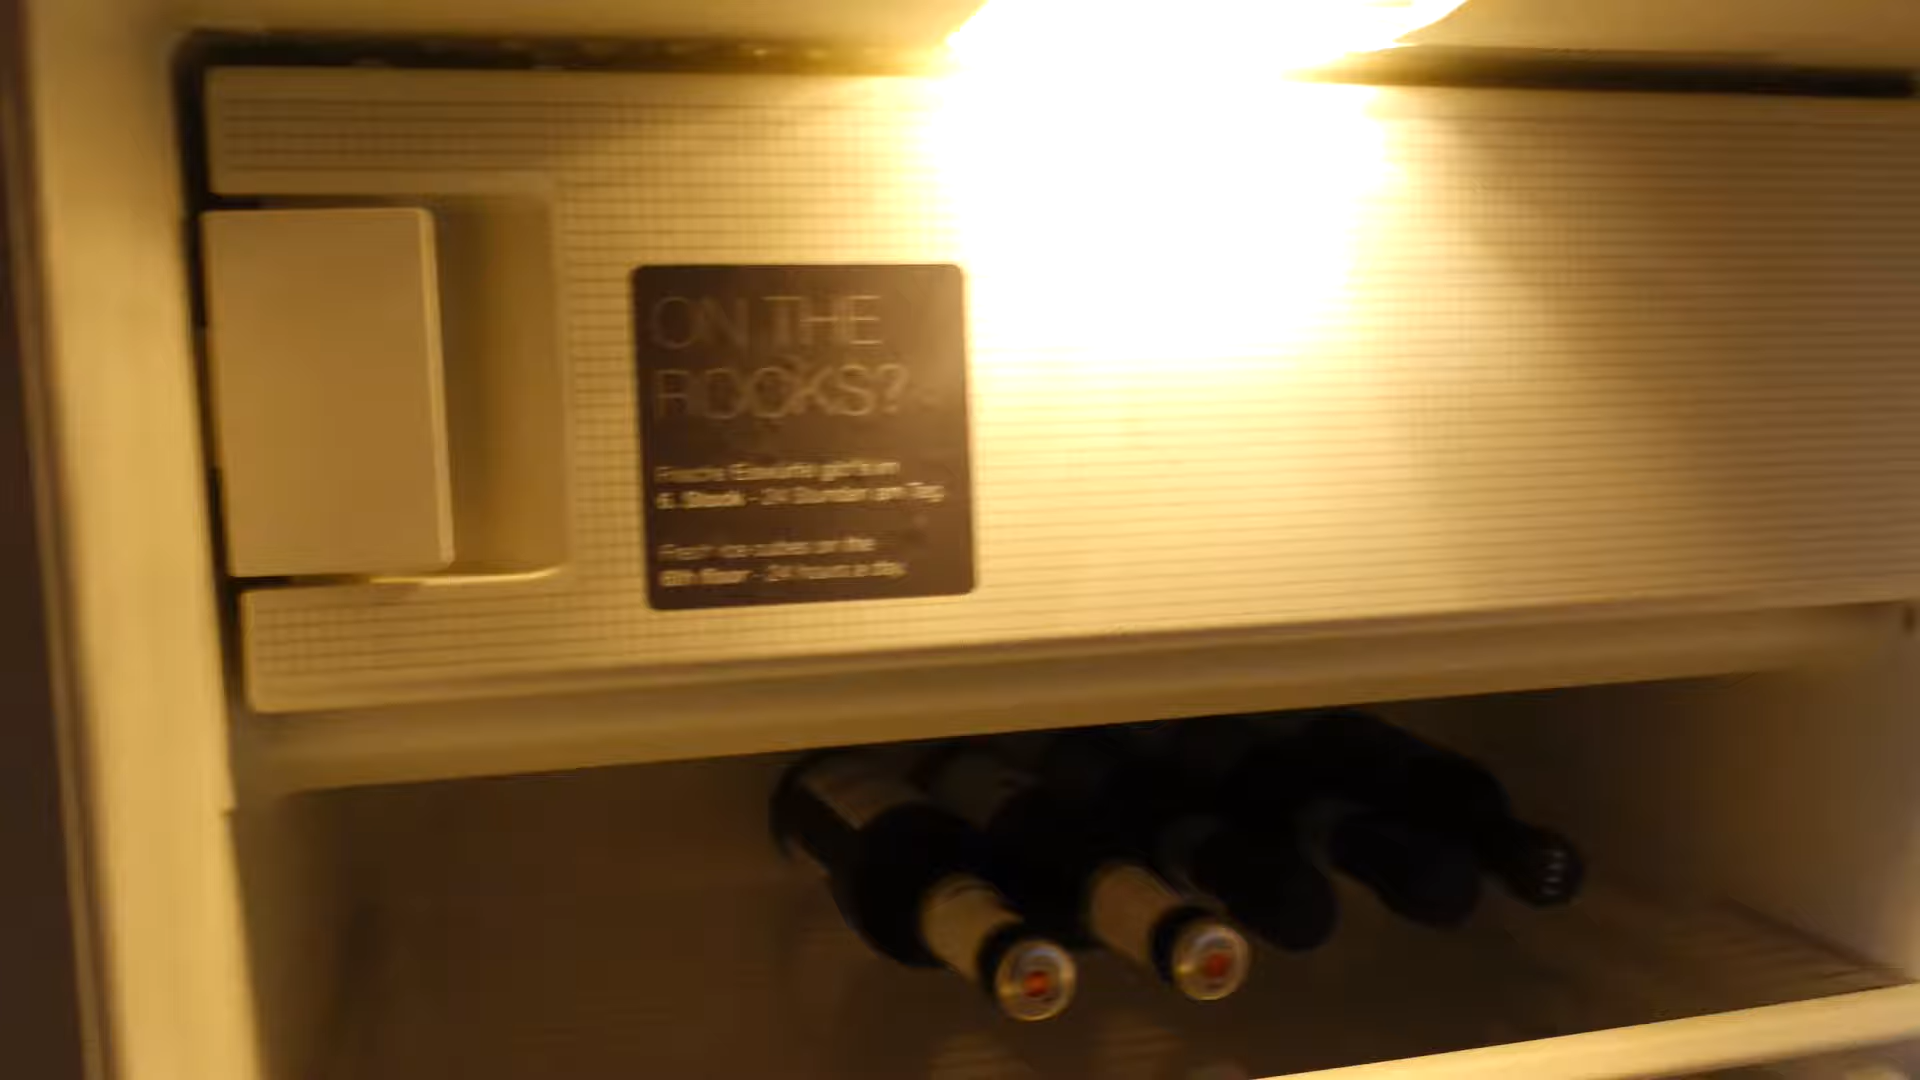 ON THE
ROCKS?
Frische Eiswürfel gibt's im
6. Stock - 24 Stunden am Tag
Fresh ice cubes on the
6th floor - 24 hours a day